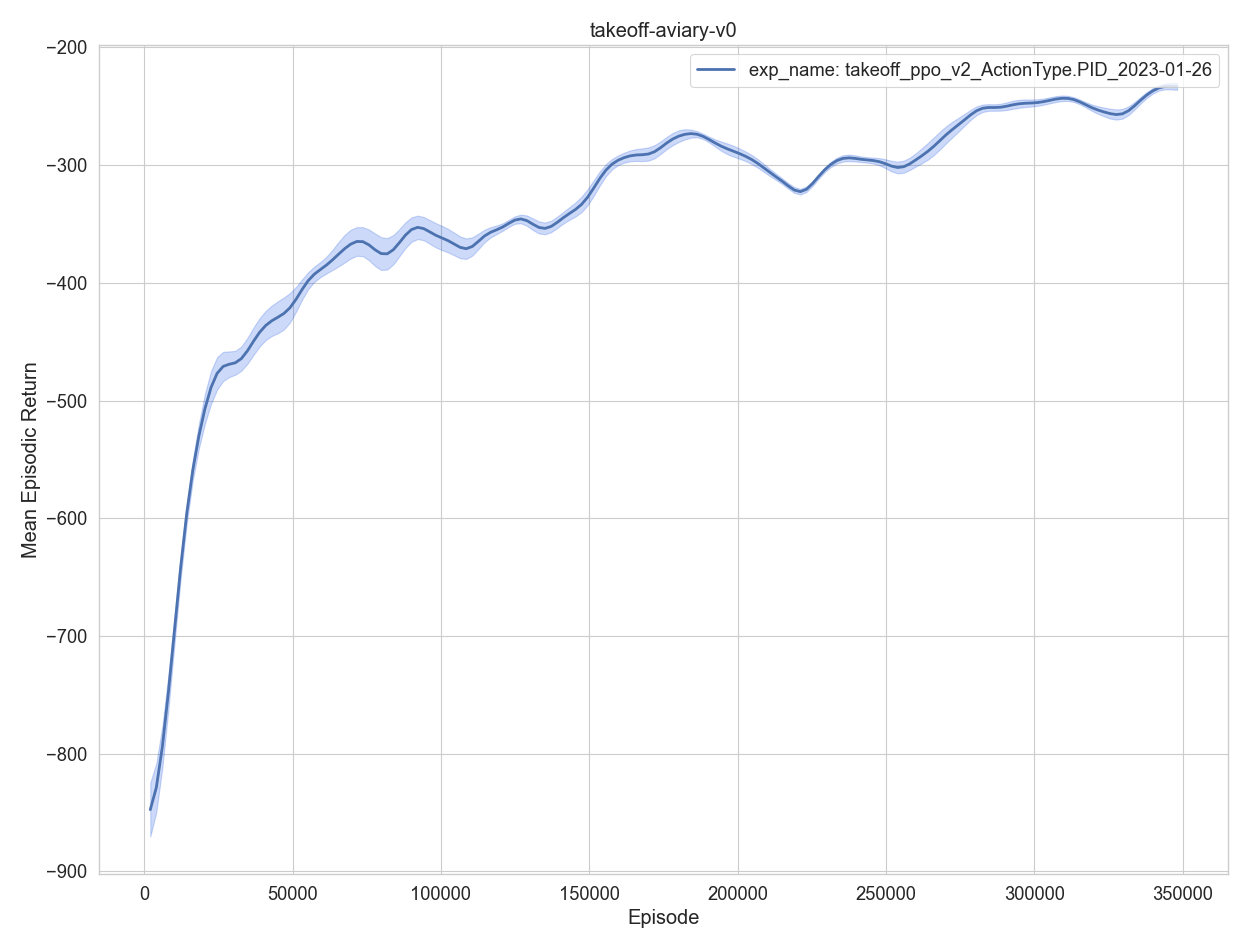 takeoff-aviary-v0
exp_name: takeoff_ppo_v2_ActionType.PID_2023-01-26
Mean Episodic Return
−200
−300
−400
−500
−600
−700
−800
−900
0 50000 100000 150000 200000 250000 300000 350000
Episode